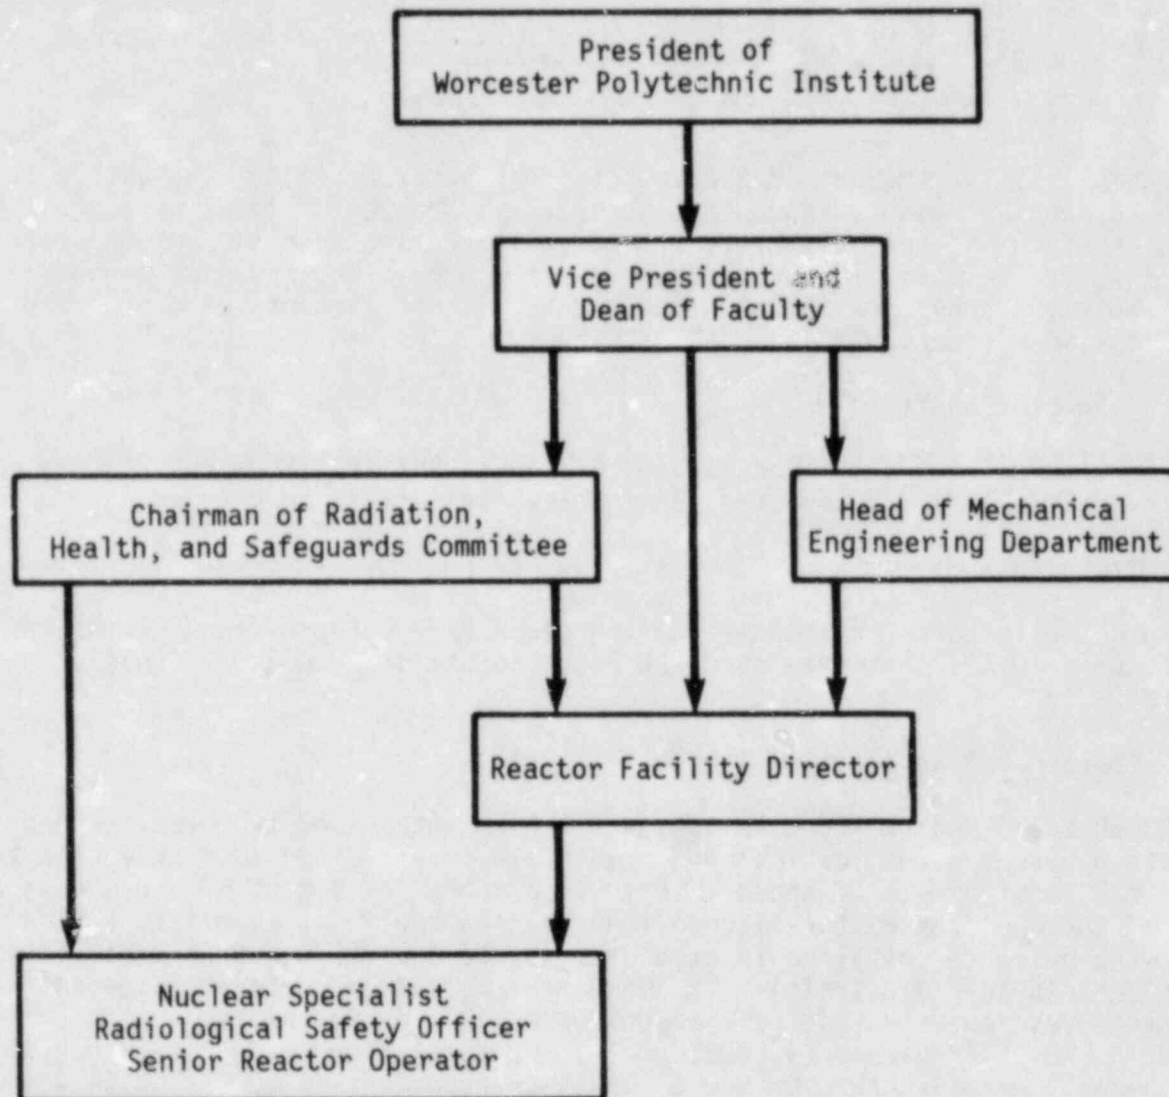 President of
Worcester Polytechnic Institute
Vice President and
Dean of Faculty
Chairman of Radiation,
Health, and Safeguards Committee
Head of Mechanical
Engineering Department
Reactor Facility Director
Nuclear Specialist
Radiological Safety Officer
Senior Reactor Operator